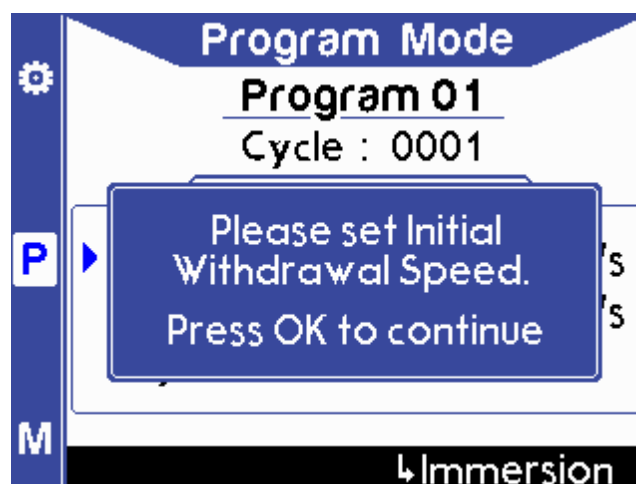 Program Mode
Program 01
Cycle : 0001
Please set Initial
Withdrawal Speed.
Press OK to continue
P
's
's
M
↳Immersion